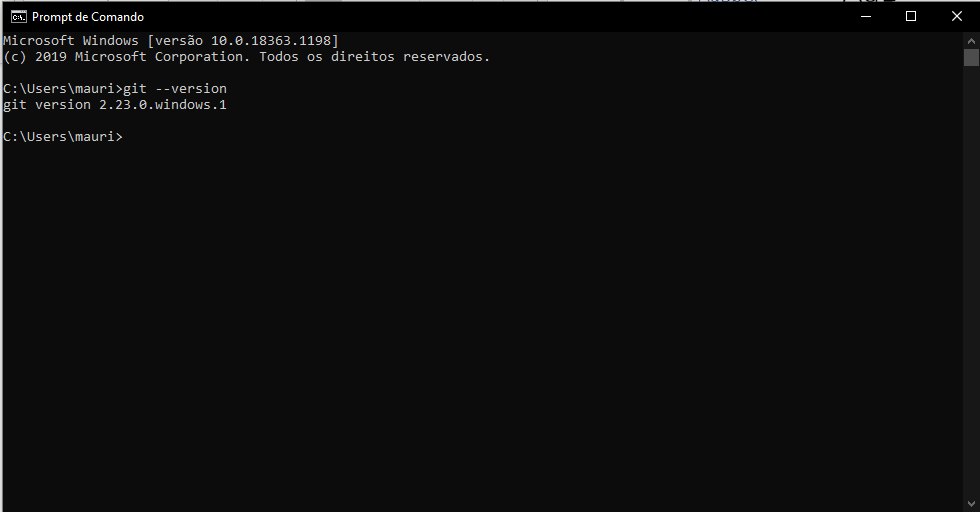 Prompt de Comando
Microsoft Windows [versão 10.0.18363.1198]
(c) 2019 Microsoft Corporation. Todos os direitos reservados.
C:\Users\mauri>git --version
git version 2.23.0.windows.1
C:\Users\mauri>